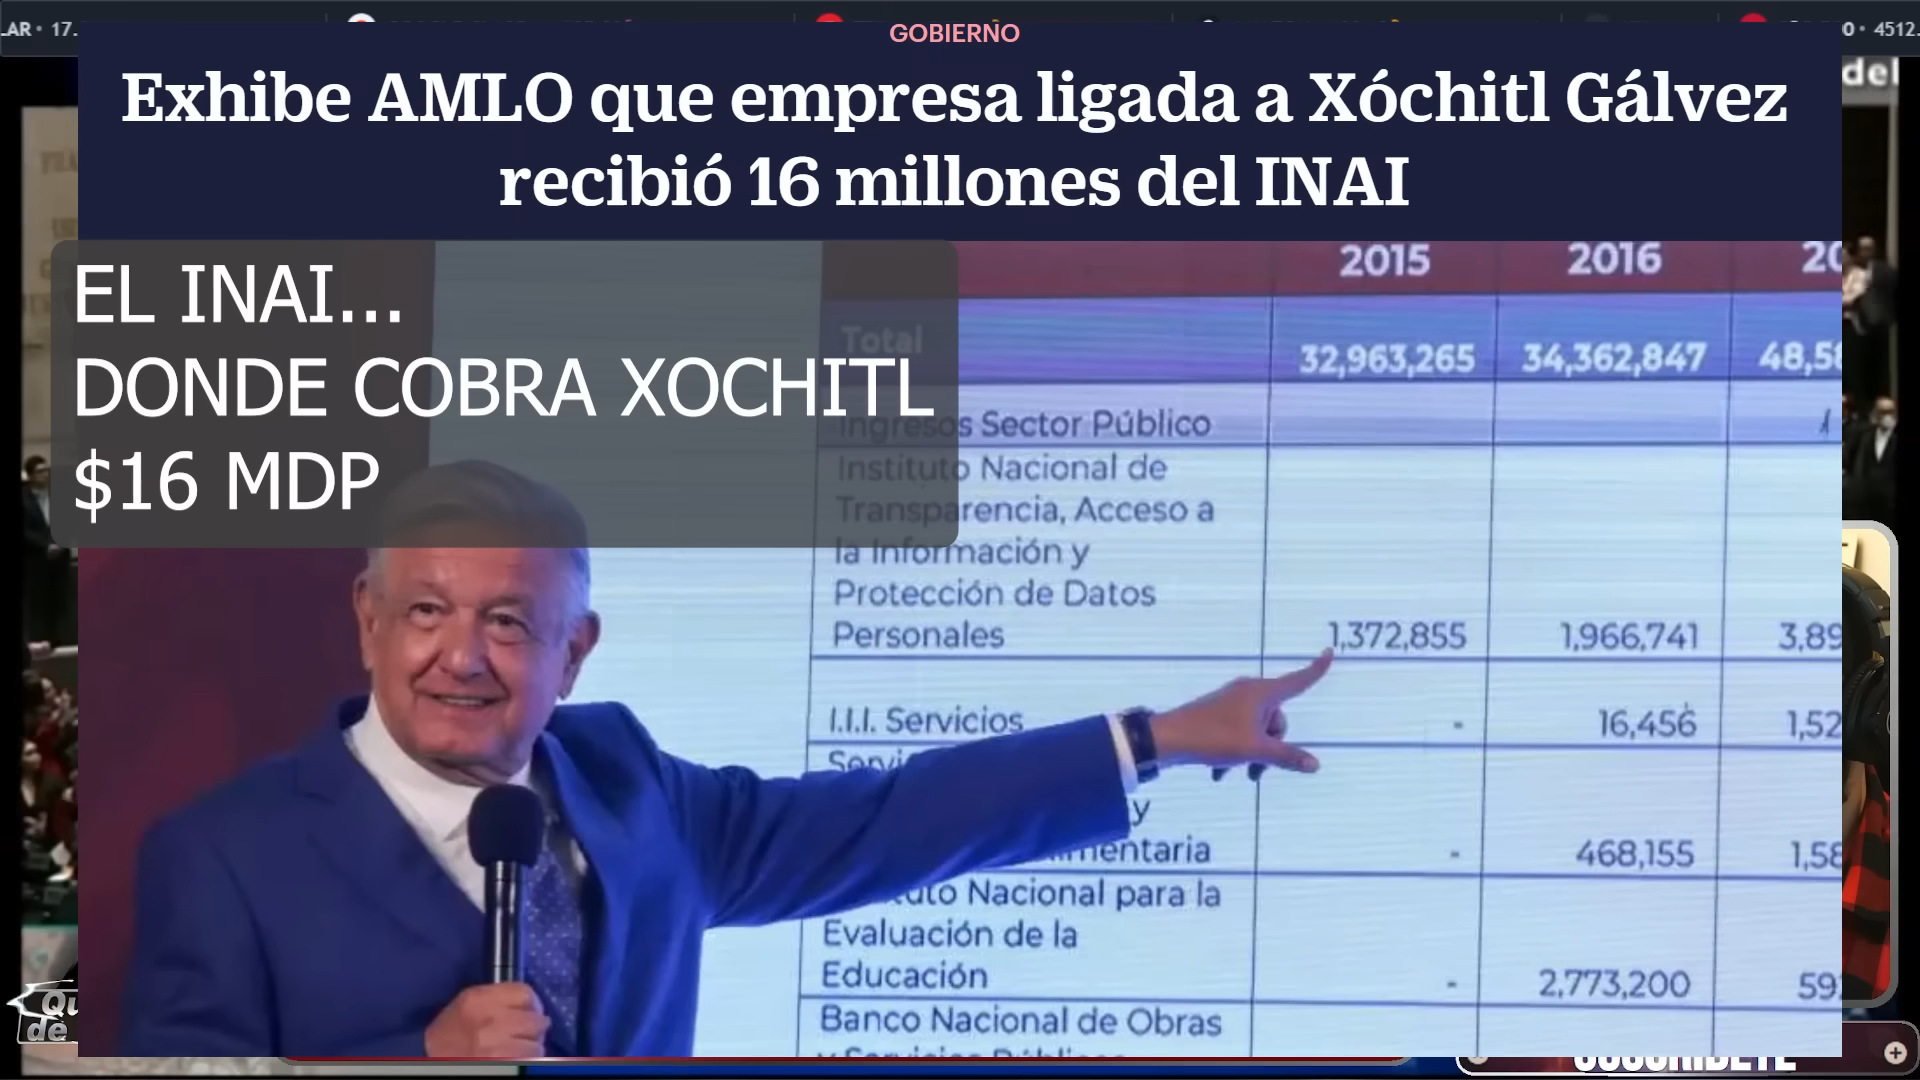 GOBIERNO
Exhibe AMLO que empresa ligada a Xóchitl Gálvez
recibió 16 millones del INAI
EL INAI...
DONDE COBRA XOCHITL
$16 MDP
2015 2016
Total 32,963,265 34,362,847
Ingresos Sector Público
Instituto Nacional de
Transparencia, Acceso a
la Información y
Protección de Datos
Personales 1,372,855 1,966,741
I.I.I. Servicios - 16,456
y
- 468,155
Nacional para la
Evaluación de la
Educación - 2,773,200
Banco Nacional de Obras